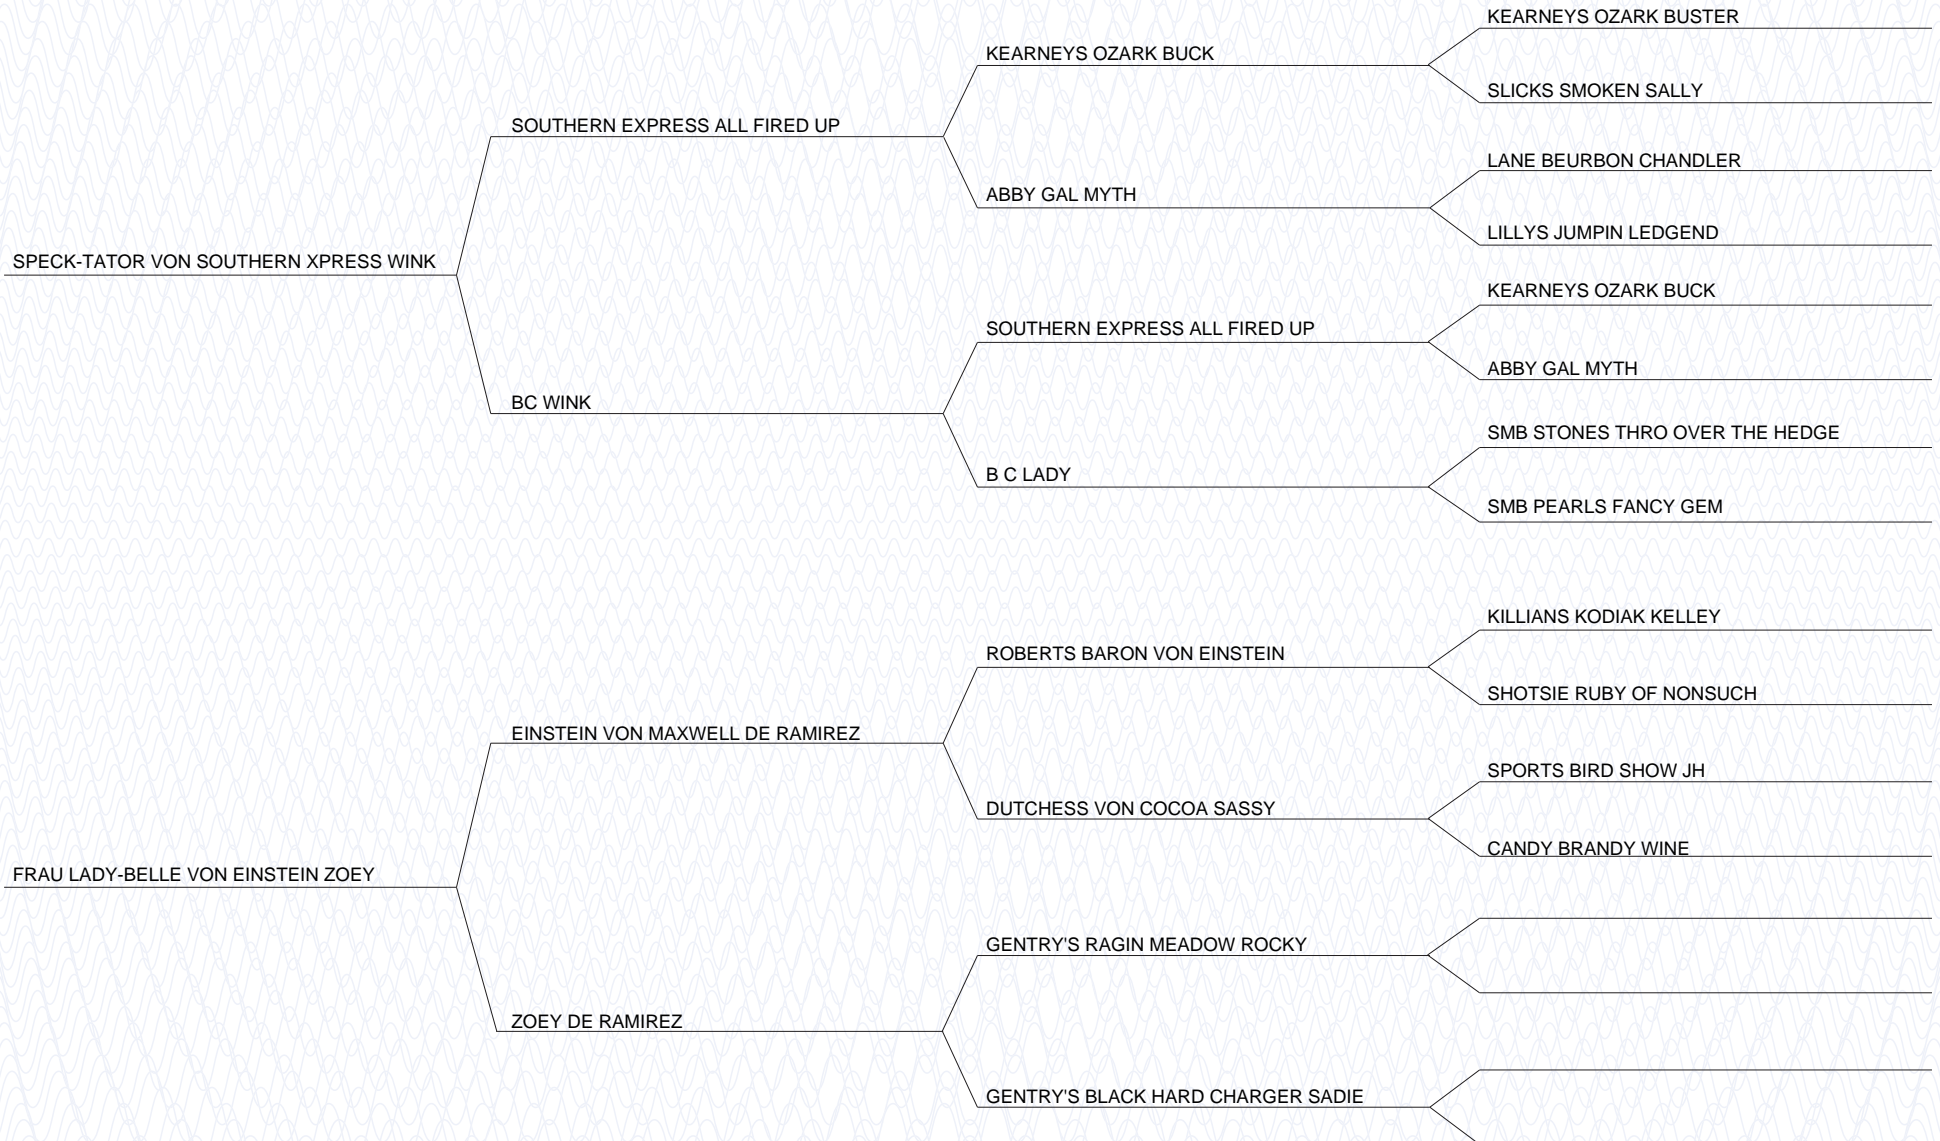 KEARNEYS OZARK BUSTER
KEARNEYS OZARK BUCK
SLICKS SMOKEN SALLY
SOUTHERN EXPRESS ALL FIRED UP
LANE BEURBON CHANDLER
ABBY GAL MYTH
LILLYS JUMPIN LEDGEND
SPECK-TATOR VON SOUTHERN XPRESS WINK
KEARNEYS OZARK BUCK
SOUTHERN EXPRESS ALL FIRED UP
ABBY GAL MYTH
BC WINK
SMB STONES THRO OVER THE HEDGE
B C LADY
SMB PEARLS FANCY GEM
KILLIANS KODIAK KELLEY
ROBERTS BARON VON EINSTEIN
SHOTSIE RUBY OF NONSUCH
EINSTEIN VON MAXWELL DE RAMIREZ
SPORTS BIRD SHOW JH
DUTCHESS VON COCOA SASSY
CANDY BRANDY WINE
FRAU LADY-BELLE VON EINSTEIN ZOEY
GENTRY'S RAGIN MEADOW ROCKY
ZOEY DE RAMIREZ
GENTRY'S BLACK HARD CHARGER SADIE